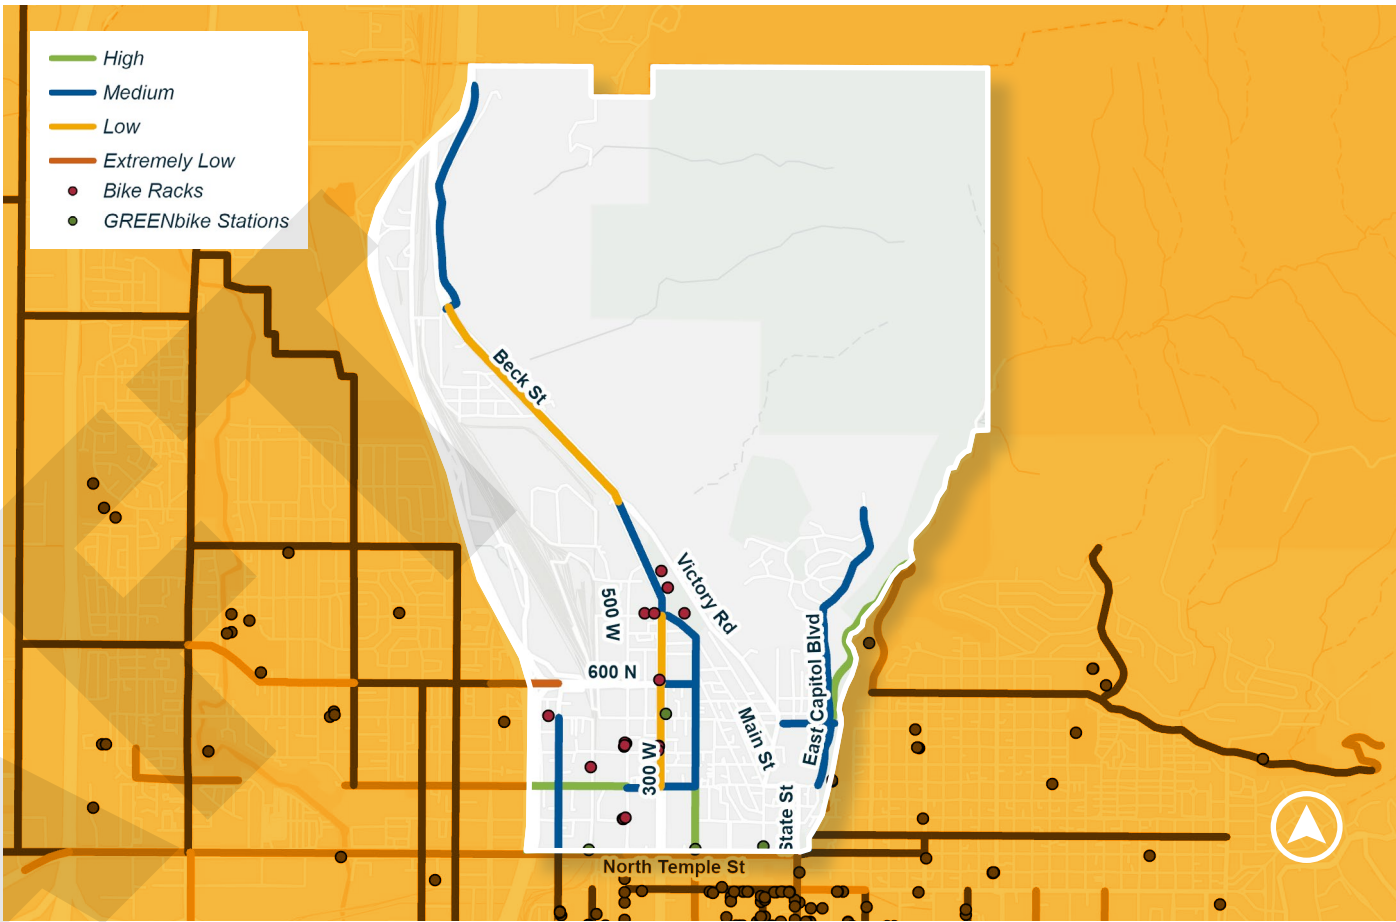 High
Medium
Low
Extremely Low
Bike Racks
GREENbike Stations
Beck St
Victory Rd
500 W
600 N
East Capitol Blvd
Main St
300 W
State St
North Temple St